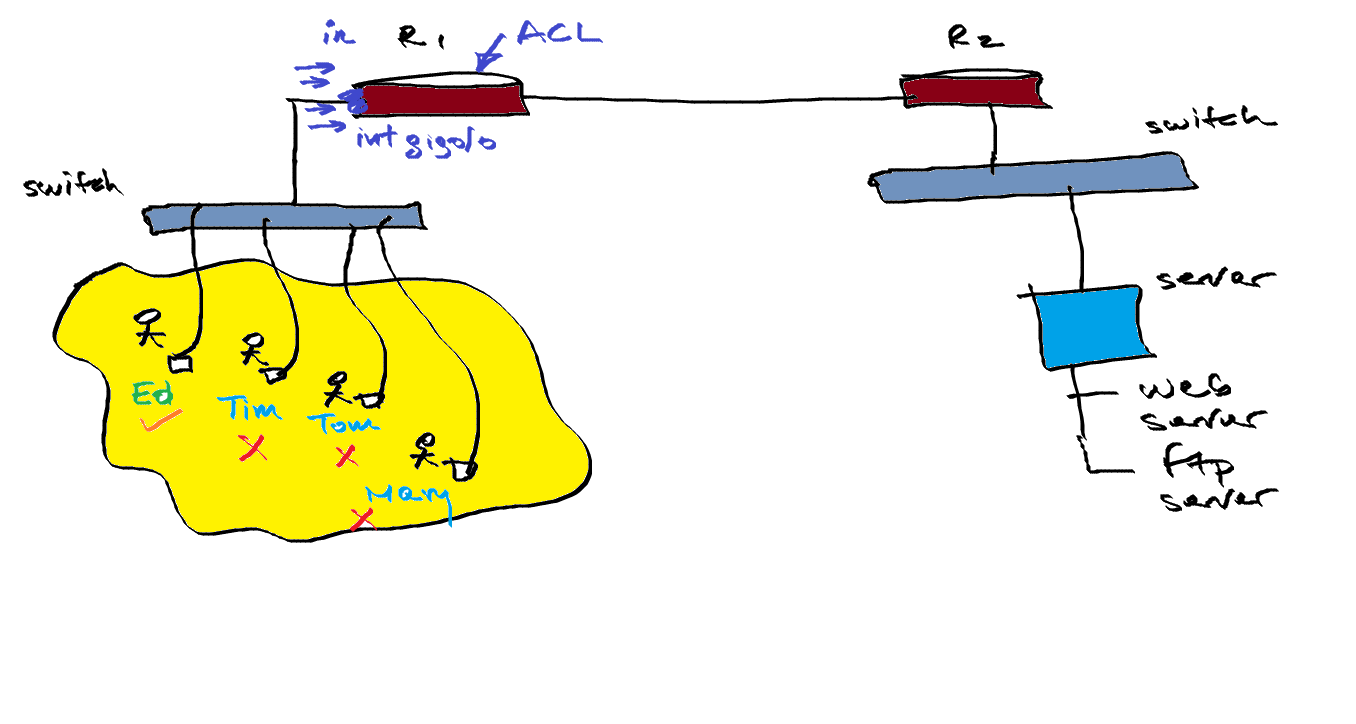 in R1 ACL
R2
int gig0/0
switch
switch
server
Ed
Tim
Tom
Mary
web
server
ftp
server